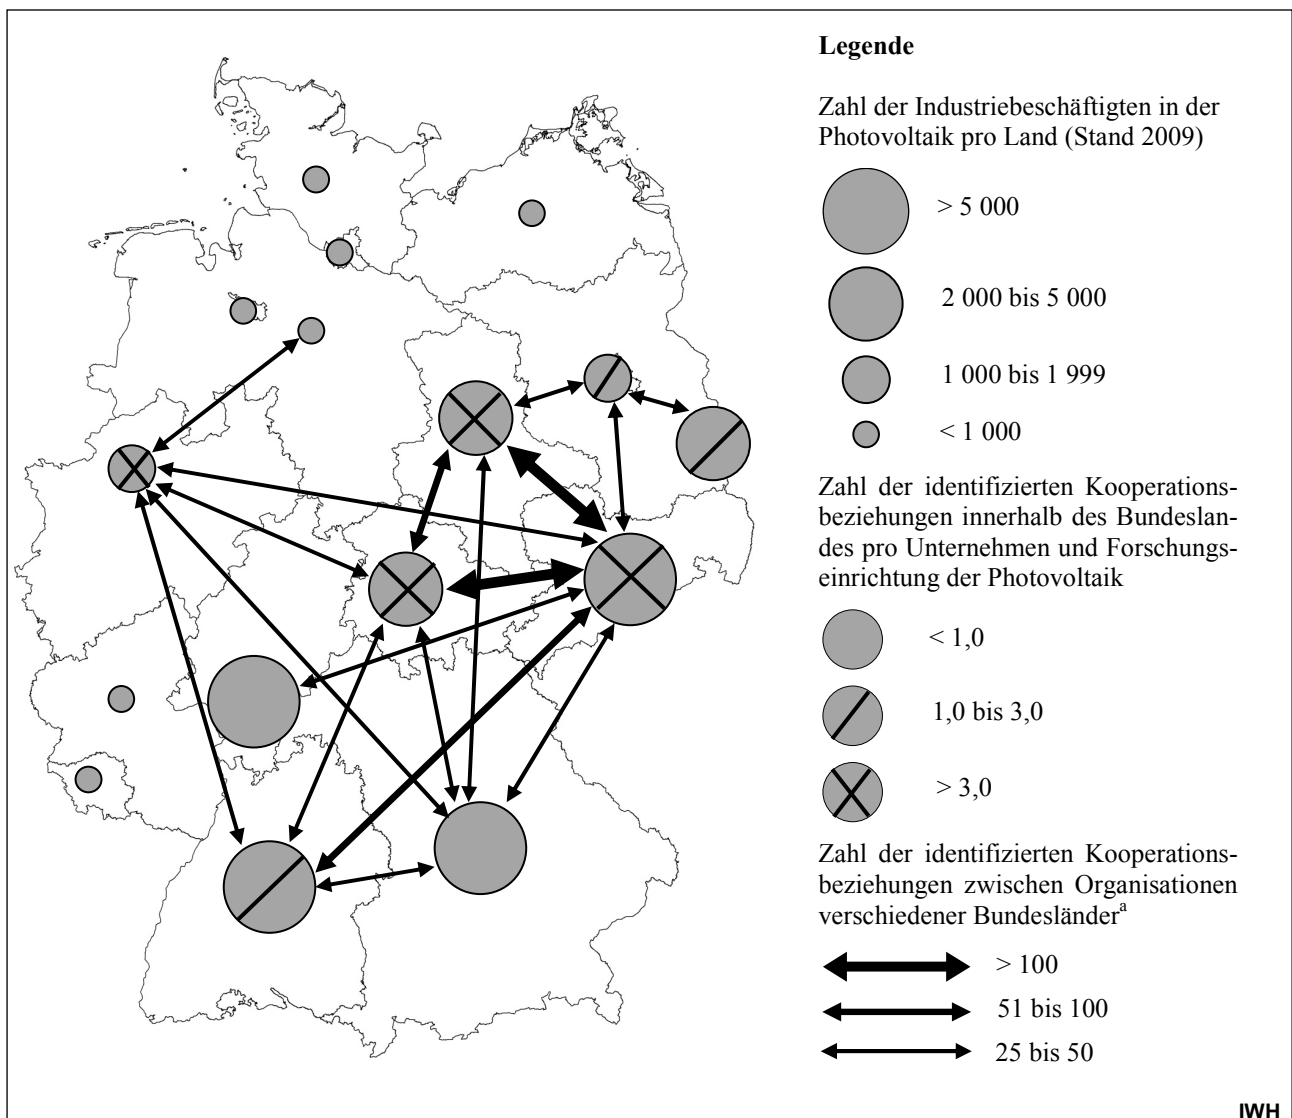 Legende
Zahl der Industriebeschäftigten in der
Photovoltaik pro Land (Stand 2009)
> 5 000
2 000 bis 5 000
1 000 bis 1 999
< 1 000
Zahl der identifizierten Kooperations-
beziehungen innerhalb des Bundeslan-
des pro Unternehmen und Forschungs-
einrichtung der Photovoltaik
< 1,0
1,0 bis 3,0
> 3,0
Zahl der identifizierten Kooperations-
beziehungen zwischen Organisationen
verschiedener Bundesländerᵃ
> 100
51 bis 100
25 bis 50
IWH